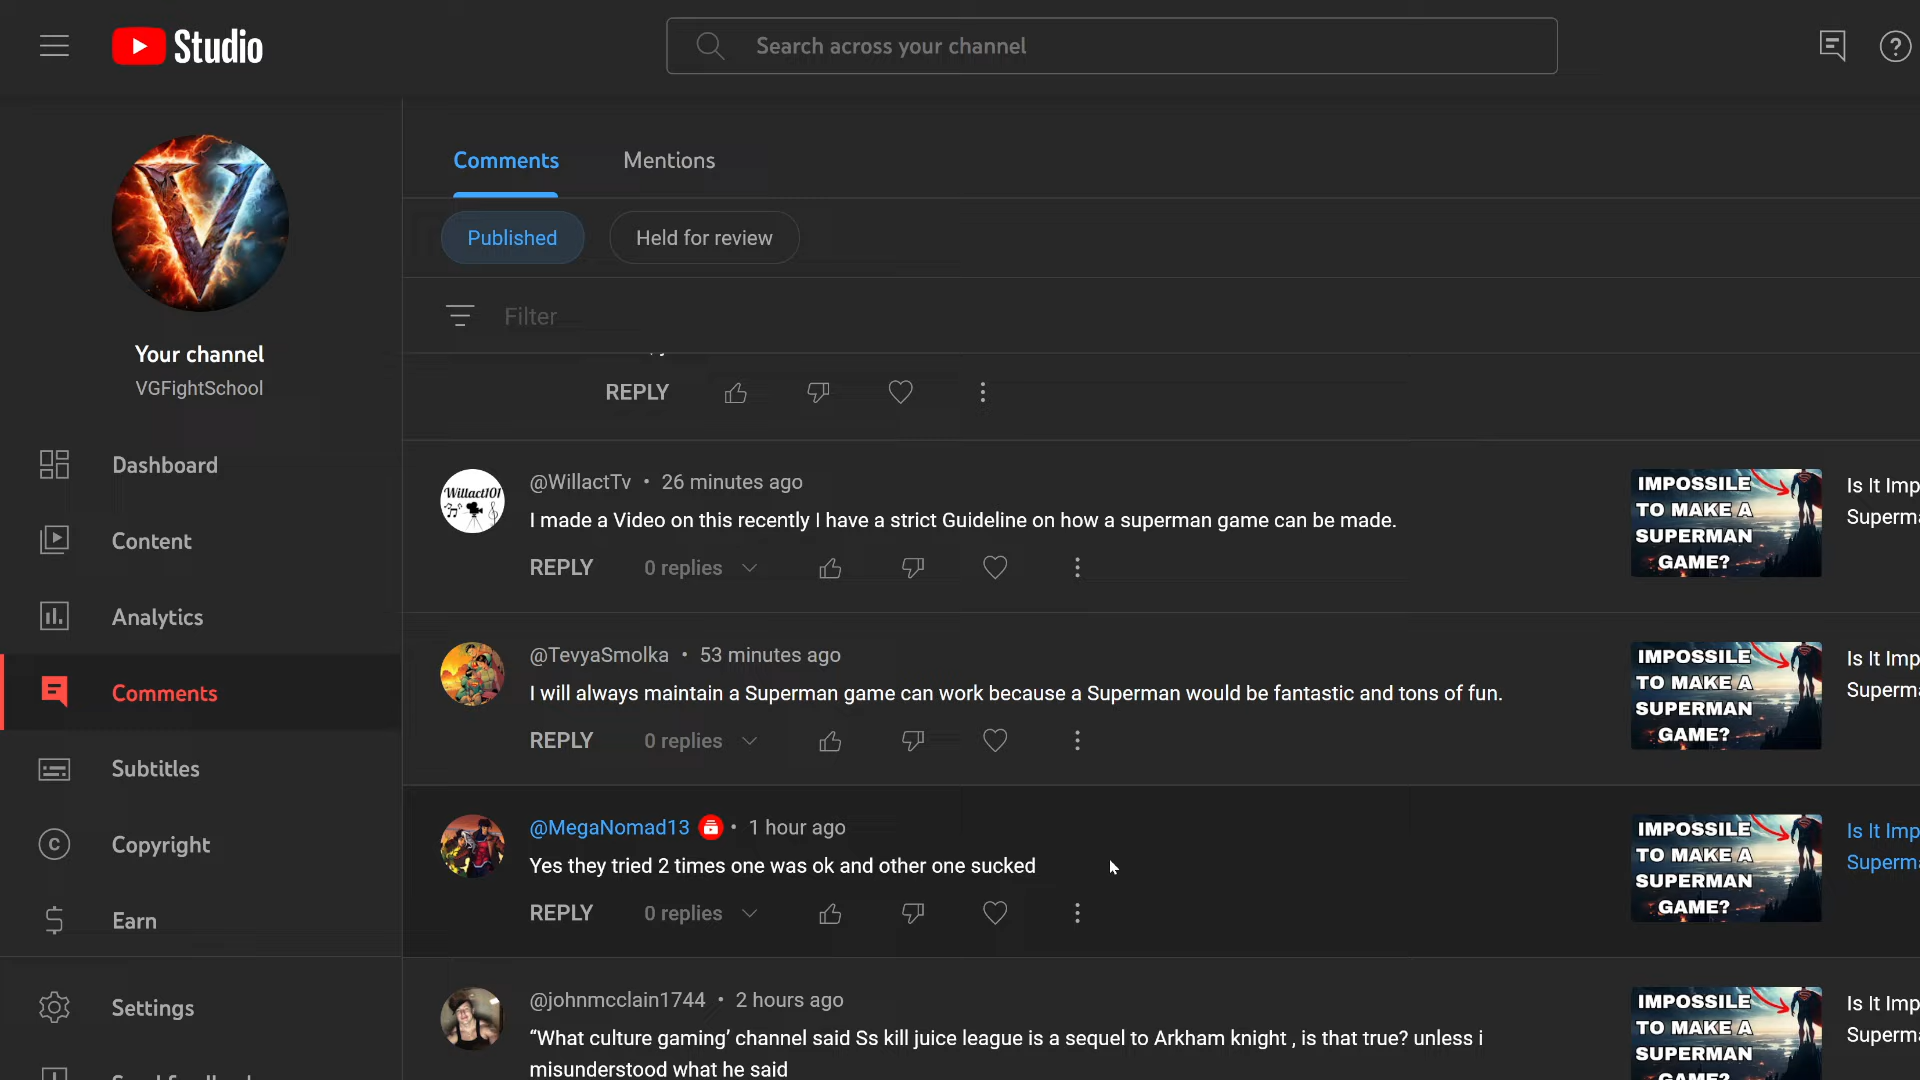 Studio
Search across your channel
Your channel
VGFightSchool
Dashboard
Content
Analytics
Comments
Subtitles
Copyright
Earn
Settings
Comments Mentions
Published Held for review
Filter
REPLY
@WillactTv • 26 minutes ago
I made a Video on this recently I have a strict Guideline on how a superman game can be made.
REPLY 0 replies
Willact101
IMPOSSILE
TO MAKE A
SUPERMAN
GAME?
Is It Imp
Superma
@TevyaSmolka • 53 minutes ago
I will always maintain a Superman game can work because a Superman would be fantastic and tons of fun.
REPLY 0 replies
IMPOSSILE
TO MAKE A
SUPERMAN
GAME?
Is It Imp
Superma
@MegaNomad13 • 1 hour ago
Yes they tried 2 times one was ok and other one sucked
REPLY 0 replies
IMPOSSILE
TO MAKE A
SUPERMAN
GAME?
Is It Imp
Superma
@johnmcclain1744 • 2 hours ago
“What culture gaming’ channel said Ss kill juice league is a sequel to Arkham knight , is that true? unless i
misunderstood what he said
IMPOSSILE
TO MAKE A
SUPERMAN
GAME?
Is It Imp
Superma